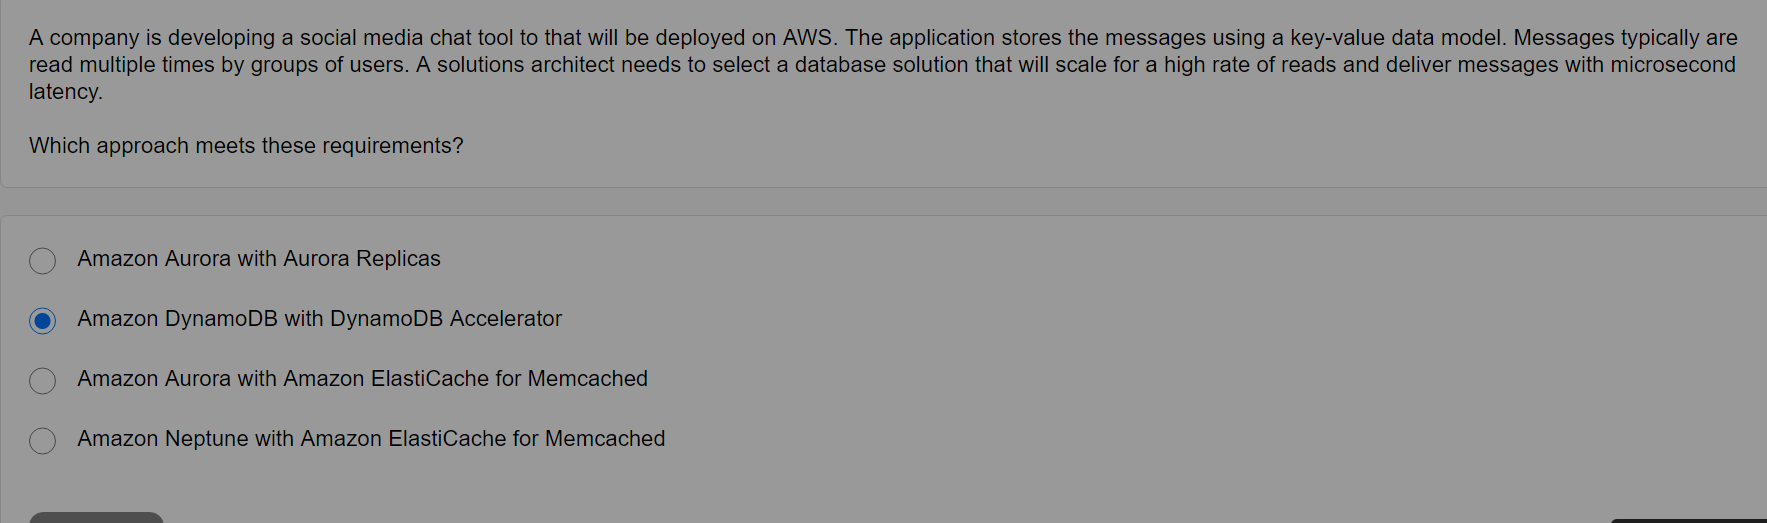 A company is developing a social media chat tool to that will be deployed on AWS. The application stores the messages using a key-value data model. Messages typically are
read multiple times by groups of users. A solutions architect needs to select a database solution that will scale for a high rate of reads and deliver messages with microsecond
latency.
Which approach meets these requirements?
Amazon Aurora with Aurora Replicas
Amazon DynamoDB with DynamoDB Accelerator
Amazon Aurora with Amazon ElastiCache for Memcached
Amazon Neptune with Amazon ElastiCache for Memcached